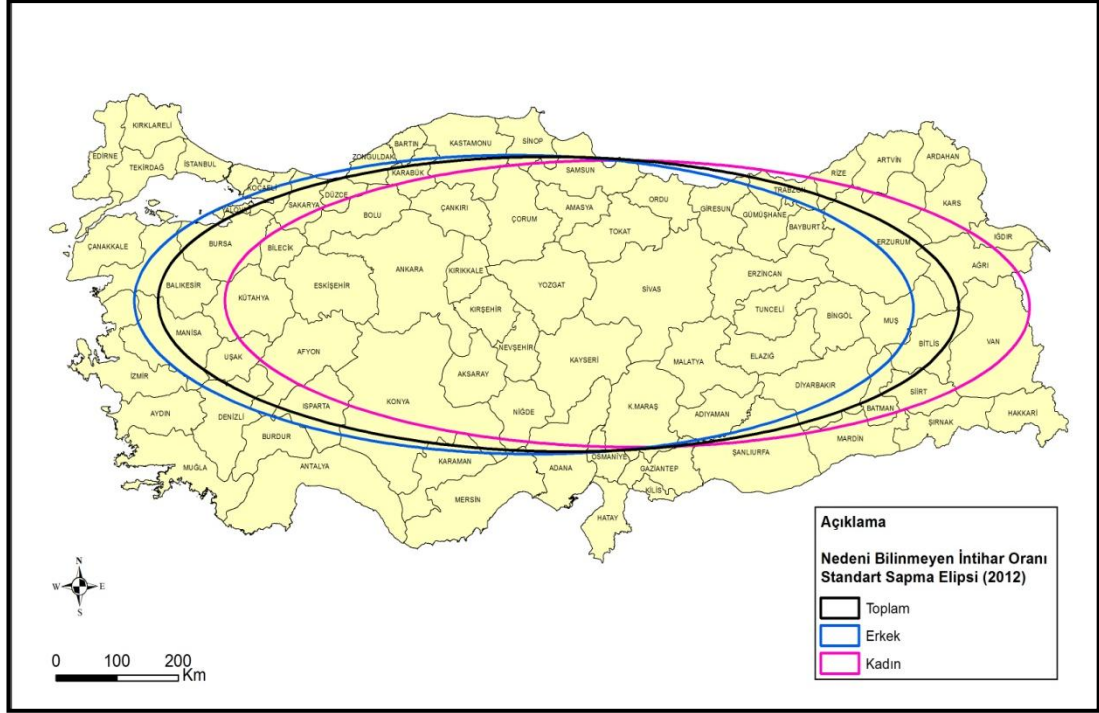 KIRKLARELİ
EDİRNE
TEKİRDAĞ
İSTANBUL
KOCAELİ
SAKARYA
DÜZCE
ZONGULDAK
BARTIN
KARABÜK
KASTAMONU
SİNOP
SAMSUN
ÇANKIRI
ÇORUM
AMASYA
ORDU
GİRESUN
TRABZON
RİZE
ARTVİN
ARDAHAN
KARS
GÜMÜŞHANE
BAYBURT
TOKAT
BOLU
BİLECİK
BURSA
ÇANAKKALE
BALIKESİR
KÜTAHYA
ESKİŞEHİR
ANKARA
KIRIKKALE
YOZGAT
SİVAS
ERZİNCAN
ERZURUM
IĞDIR
AĞRI
KIRŞEHİR
TUNCELİ
BİNGÖL
MUŞ
BİTLİS
VAN
MANİSA
UŞAK
AFYON
NEVŞEHİR
KAYSERİ
MALATYA
ELAZIĞ
DİYARBAKIR
SİİRT
İZMİR
AKSARAY
KONYA
ISPARTA
NİĞDE
K.MARAŞ
ADIYAMAN
BATMAN
ŞIRNAK
HAKKARİ
AYDIN
DENİZLİ
BURDUR
MARDİN
ŞANLIURFA
MUĞLA
ANTALYA
KARAMAN
ADANA
OSMANİYE
GAZİANTEP
KİLİS
MERSİN
HATAY
Açıklama
Nedeni Bilinmeyen İntihar Oranı
Standart Sapma Elipsi (2012)
Toplam
Erkek
Kadın
N
W E
S
0 100 200
Km